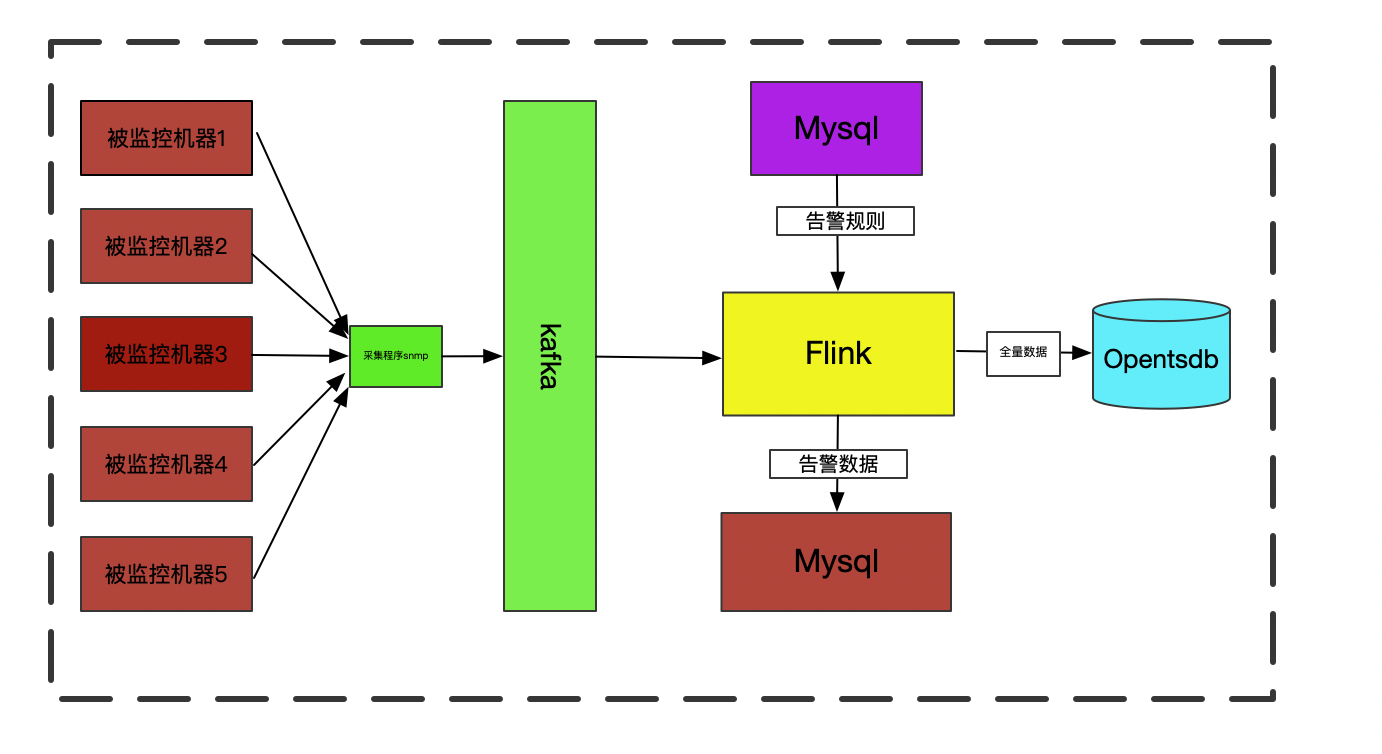 被监控机器1
被监控机器2
被监控机器3
被监控机器4
被监控机器5
采集程序snmp
kafka
Mysql
告警规则
Flink
告警数据
Mysql
全量数据
Opentsdb